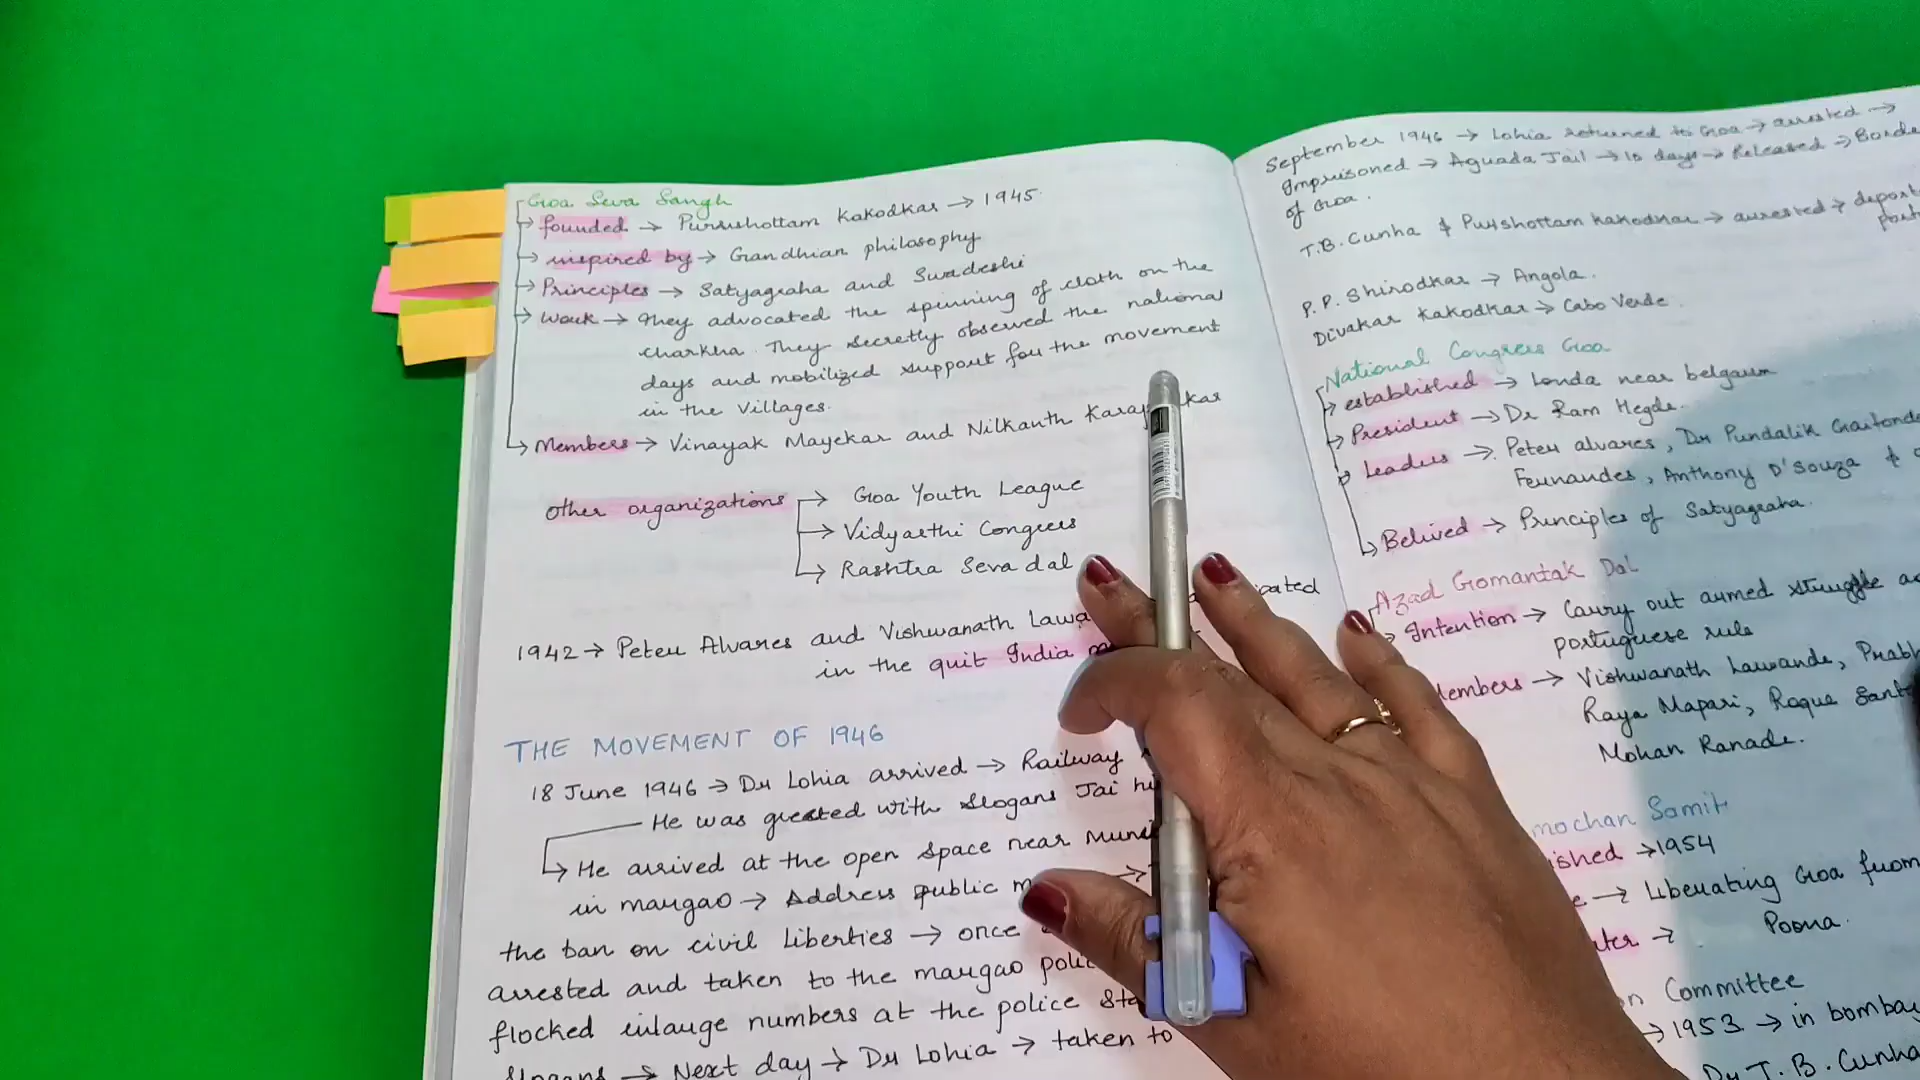 Goa Seva Sangh
founded → Purushottam Kakodkar → 1945
inspired by → Gandhian philosophy
Principles → Satyagraha and Swadeshi
Work → They advocated the spinning of cloth on the
charkha. They secretly observed the national
days and mobilized support for the movement
in the villages.
Members → Vinayak Mayekar and Nilkanth
other organizations → Goa Youth League
→ Vidyarthi Congress
→ Rashtra Seva dal
1942 → Peter Alvares and Vishwanath
in the quit India
THE MOVEMENT OF 1946
18 June 1946 → Dr Lohia arrived → Railway
He was greeted with slogans Jai
He arrived at the open space near
in margao → Address public
the ban on civil liberties → once
arrested and taken to the margao
flocked inlarge numbers at the police
slogans → Next day → Dr Lohia → taken to
September 1946 → Lohia returned to Goa → arrested →
Imprisoned → Aguada Jail → 10 days → Released →
of Goa.
T.B. Cunha & Purshottam Kakodkar → arrested →
P.P. Shirodkar → Angola.
Divakar Kakodkar → Cabo Verde.
National Congress Goa
established → Londa near belgaum
President → Dr Ram Hegde.
Leaders → Peter alvares, Dr Pundalik Gaitonde
Fernandes, Anthony D'Souza &
Belived → Principles of Satyagraha.
Azad Gomantak Dal
Intention → Carry out armed struggle
portuguese rule
→ Vishwanath Lawande,
Raya Mapari, Roque
Mohan Ranade.
→ 1954
→ Liberating Goa from
Poona.
Committee
→ 1953 → in bombay
Dr T.B. Cunha